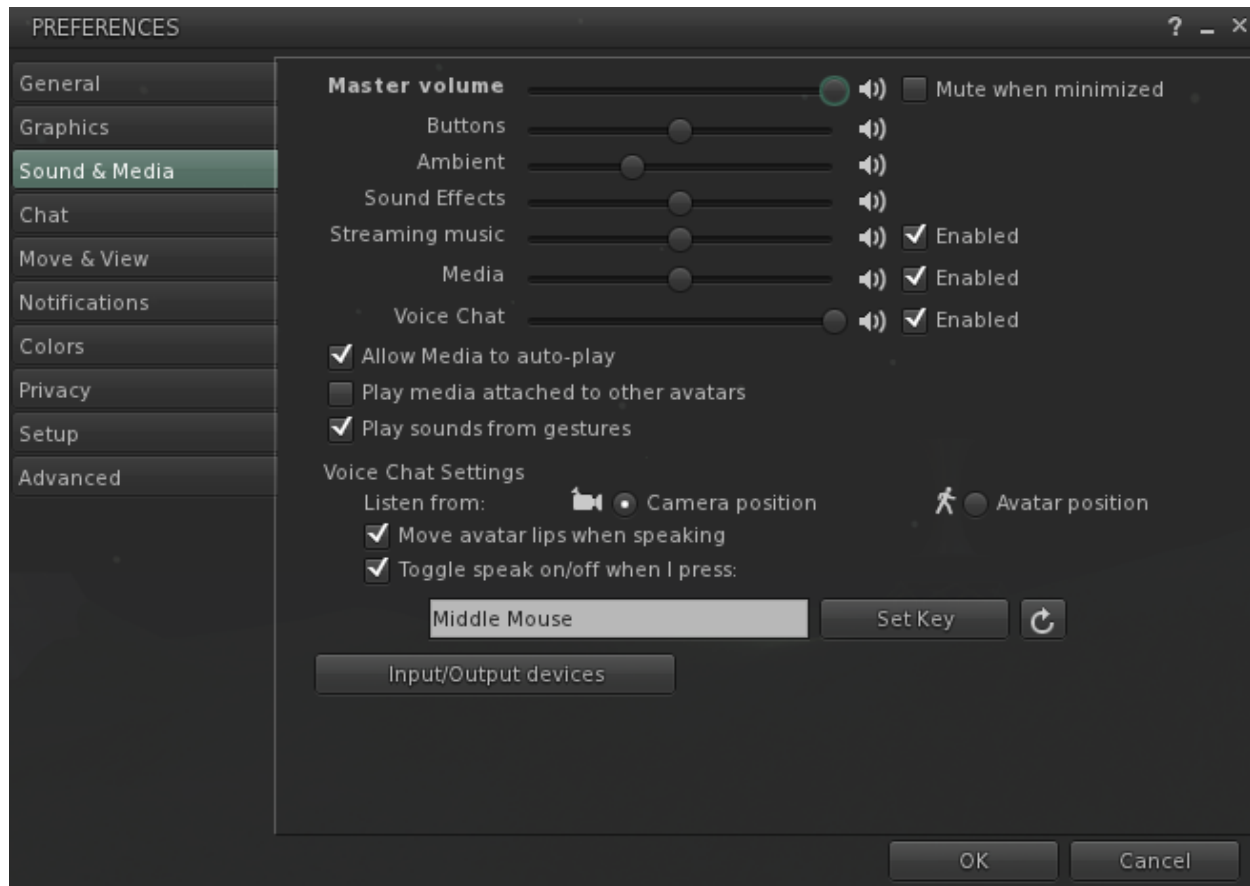 PREFERENCES ? _ ×
General
Graphics
Sound & Media
Chat
Move & View
Notifications
Colors
Privacy
Setup
Advanced
Master volume Mute when minimized
Buttons
Ambient
Sound Effects
Streaming music Enabled
Media Enabled
Voice Chat Enabled
Allow Media to auto-play
Play media attached to other avatars
Play sounds from gestures
Voice Chat Settings
Listen from: Camera position Avatar position
Move avatar lips when speaking
Toggle speak on/off when I press:
Middle Mouse Set Key
Input/Output devices
OK Cancel